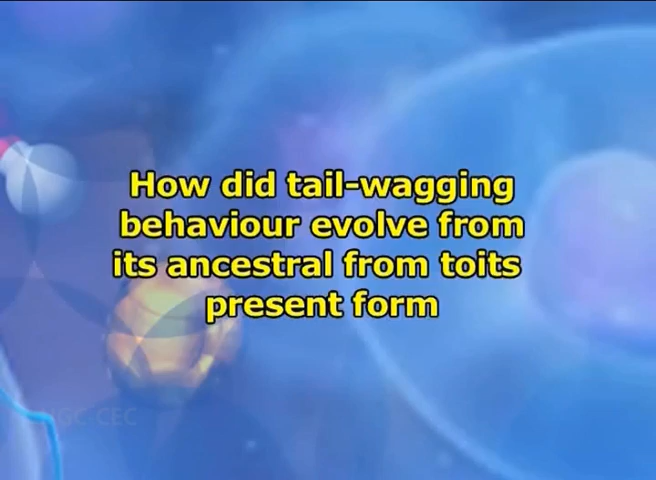 How did tail-wagging
behaviour evolve from
its ancestral from toits
present form